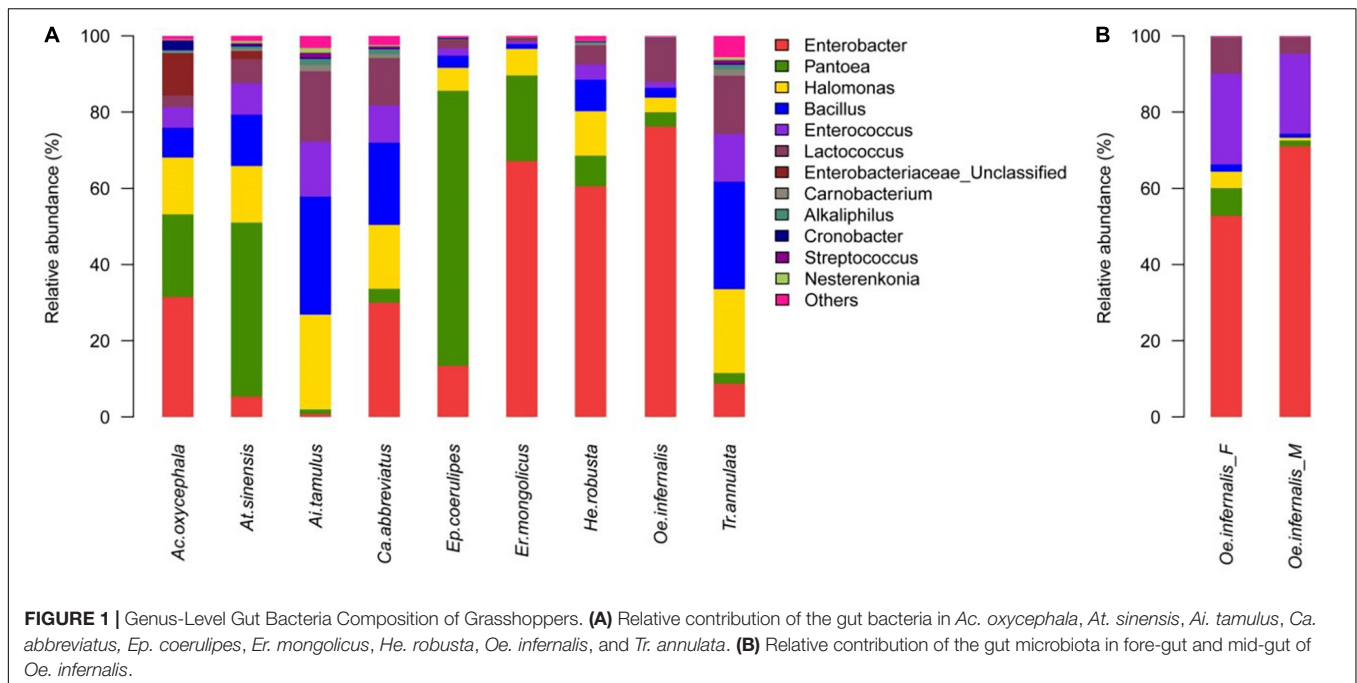 A
Relative abundance (%)
100
80
60
40
20
0
Ac.oxycephala
At.sinensis
Ai.tamulus
Ca.abbreviatus
Ep.coerulipes
Er.mongolicus
He.robusta
Oe.infernalis
Tr.annulata
Enterobacter
Pantoea
Halomonas
Bacillus
Enterococcus
Lactococcus
Enterobacteriaceae_Unclassified
Carnobacterium
Alkaliphilus
Cronobacter
Streptococcus
Nesterenkonia
Others
B
Relative abundance (%)
100
80
60
40
20
0
Oe.infernalis_F
Oe.infernalis_M
FIGURE 1 | Genus-Level Gut Bacteria Composition of Grasshoppers. (A) Relative contribution of the gut bacteria in Ac. oxycephala, At. sinensis, Ai. tamulus, Ca.
abbreviatus, Ep. coerulipes, Er. mongolicus, He. robusta, Oe. infernalis, and Tr. annulata. (B) Relative contribution of the gut microbiota in fore-gut and mid-gut of
Oe. infernalis.